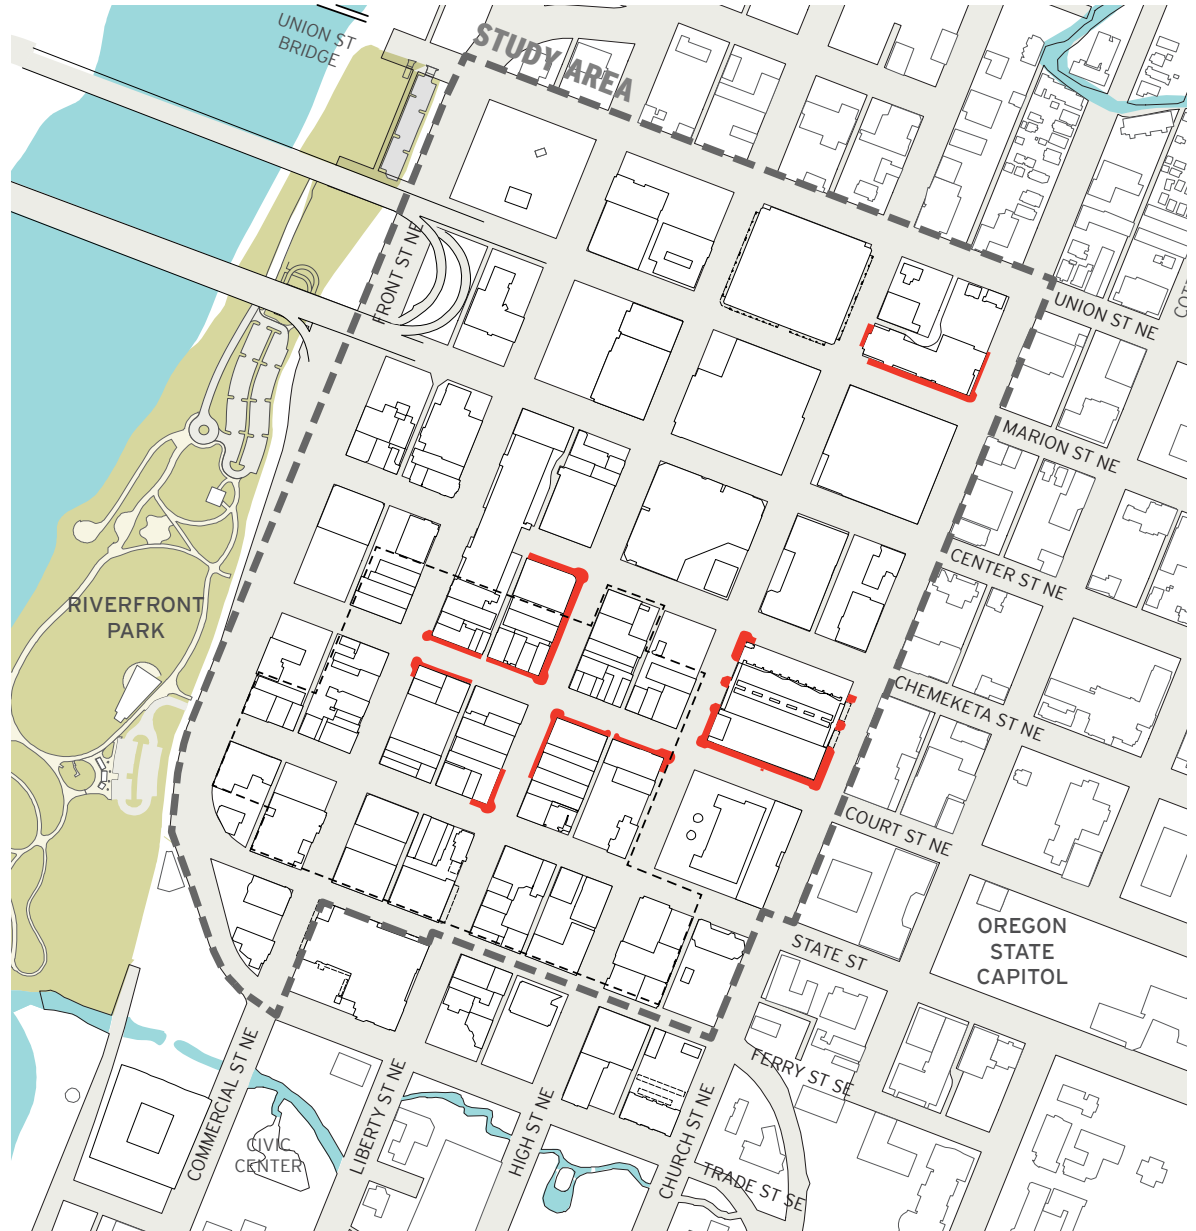 UNION ST
BRIDGE
STUDY AREA
FRONT ST NE
UNION ST NE
MARION ST NE
CENTER ST NE
RIVERFRONT
PARK
CHEMEKETA ST NE
COURT ST NE
OREGON
STATE
CAPITOL
STATE ST
FERRY ST SE
COMMERCIAL ST NE
LIBERTY ST NE
HIGH ST NE
CHURCH ST NE
CIVIC
CENTER
TRADE ST SE